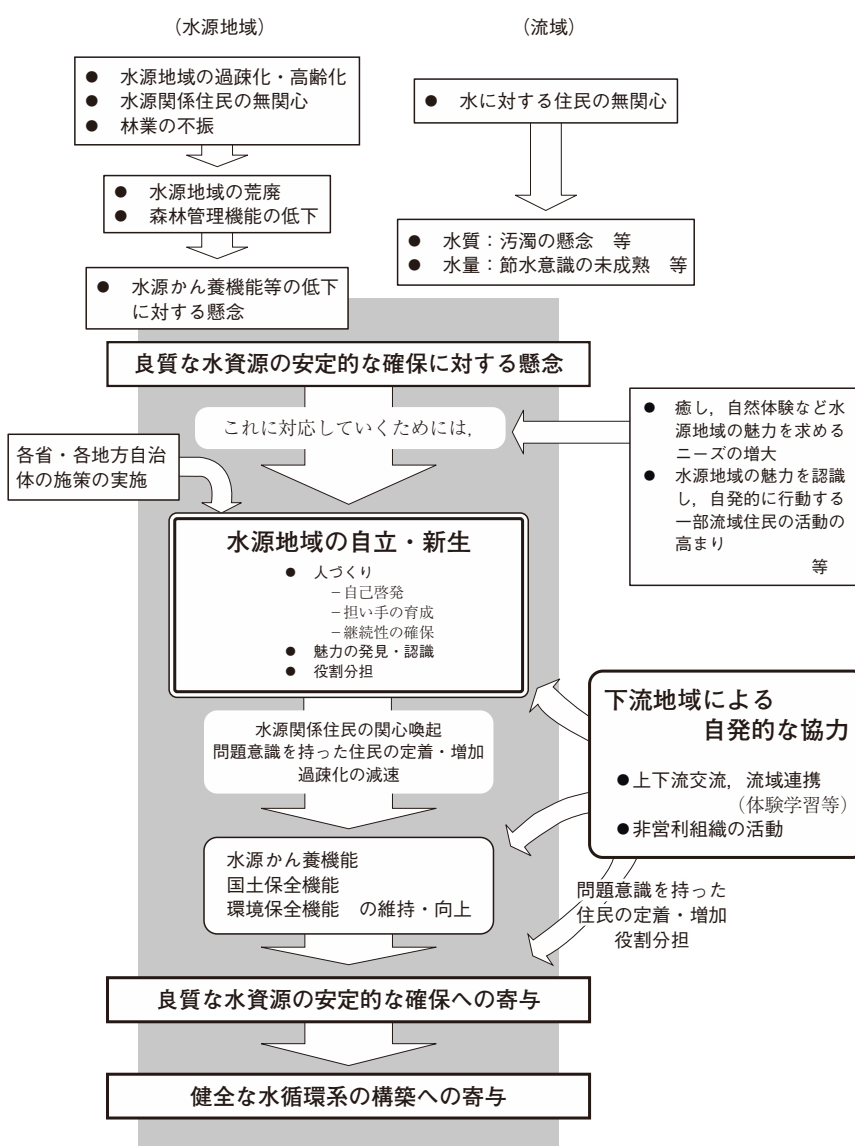 (水源地域)
(流域)
● 水源地域の過疎化・高齢化
● 水源関係住民の無関心
● 林業の不振
● 水に対する住民の無関心
● 水源地域の荒廃
● 森林管理機能の低下
● 水質：汚濁の懸念　等
● 水量：節水意識の未成熟　等
● 水源かん養機能等の低下
に対する懸念
良質な水資源の安定的な確保に対する懸念
これに対応していくためには,
● 癒し，自然体験など水
源地域の魅力を求める
ニーズの増大
● 水源地域の魅力を認識
し，自発的に行動する
一部流域住民の活動の
高まり
等
各省・各地方自治
体の施策の実施
水源地域の自立・新生
● 人づくり
－自己啓発
－担い手の育成
－継続性の確保
● 魅力の発見・認識
● 役割分担
下流地域による
自発的な協力
●上下流交流，流域連携
(体験学習等)
●非営利組織の活動
水源関係住民の関心喚起
問題意識を持った住民の定着・増加
過疎化の減速
水源かん養機能
国土保全機能
環境保全機能　の維持・向上
問題意識を持った
住民の定着・増加
役割分担
良質な水資源の安定的な確保への寄与
健全な水循環系の構築への寄与